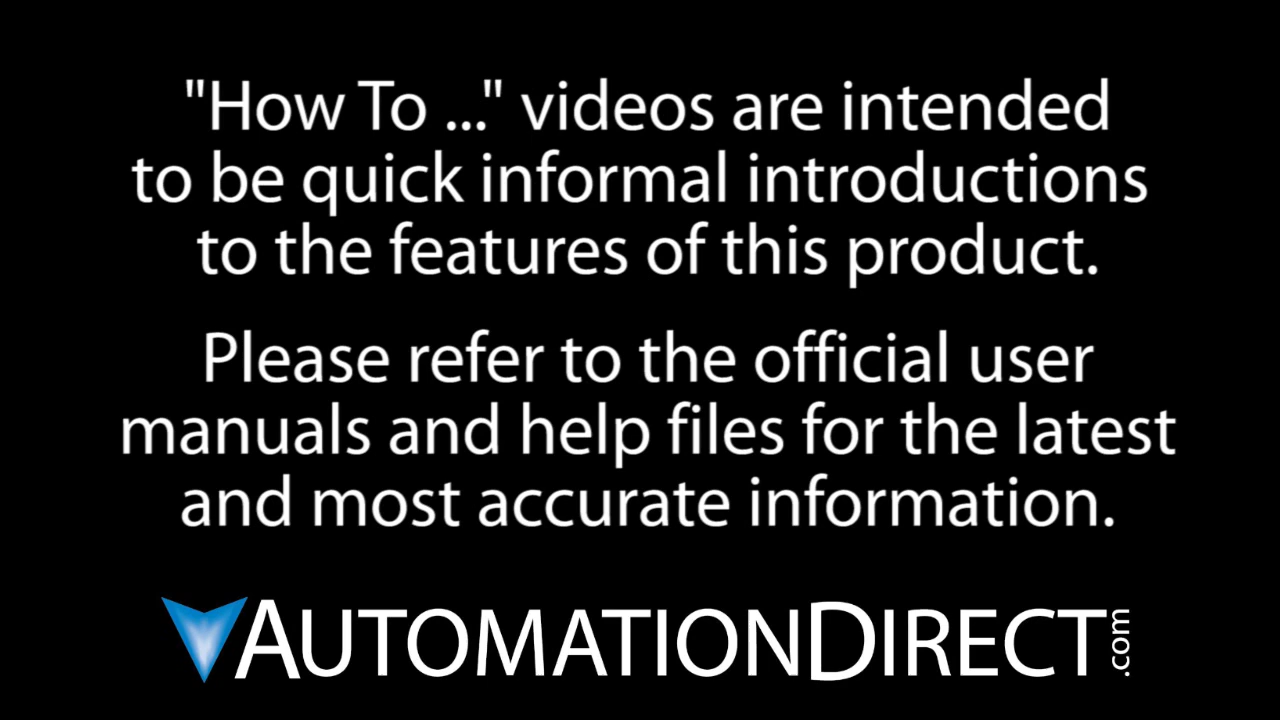 "How To ..." videos are intended
to be quick informal introductions
to the features of this product.
Please refer to the official user
manuals and help files for the latest
and most accurate information.
AUTOMATIONDIRECT.com